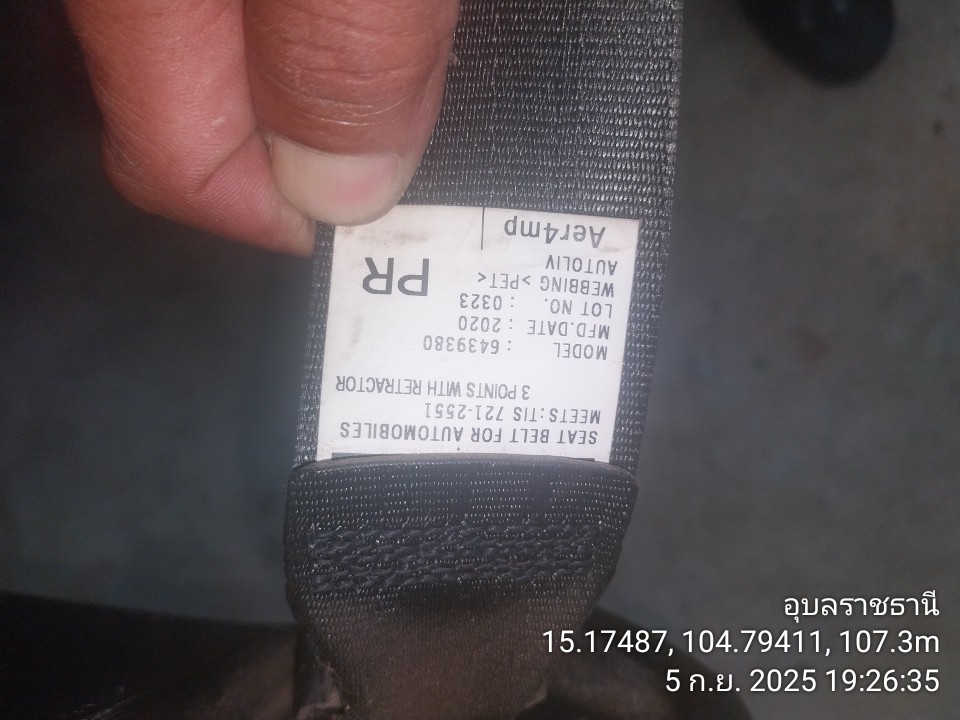 SEAT BELT FOR AUTOMOBILES
MEETS:TIS 721-2551
3 POINTS WITH RETRACTOR
MODEL : 6439380
MFD.DATE : 2020
LOT NO. : 0323
WEBBING >PET<
AUTOLIV
PR
Aer4mp
อุบลราชธานี
15.17487, 104.79411, 107.3m
5 ก.ย. 2025 19:26:35